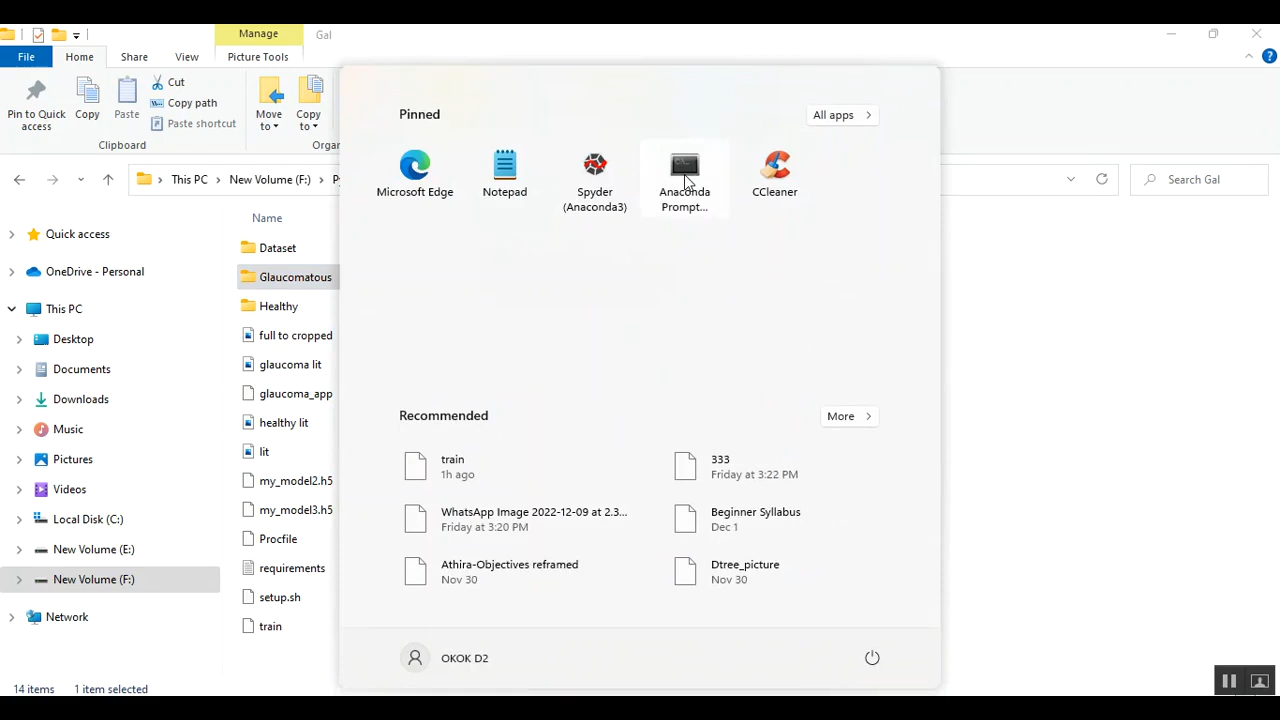 Manage
Gal
File
Home
Share
View
Picture Tools
Pin to Quick
access
Copy
Paste
Cut
Copy path
Paste shortcut
Clipboard
Move
to
Copy
to
Organ
This PC
New Volume (F:)
Search Gal
Name
Quick access
OneDrive - Personal
This PC
Desktop
Documents
Downloads
Music
Pictures
Videos
Local Disk (C:)
New Volume (E:)
New Volume (F:)
Network
Dataset
Glaucomatous
Healthy
full to cropped
glaucoma lit
glaucoma_app
healthy lit
lit
my_model2.h5
my_model3.h5
Procfile
requirements
setup.sh
train
14 items
1 item selected
Pinned
All apps
Microsoft Edge
Notepad
Spyder
(Anaconda3)
Anaconda
Prompt...
CCleaner
Recommended
More
train
1h ago
333
Friday at 3:22 PM
WhatsApp Image 2022-12-09 at 2.3...
Friday at 3:20 PM
Beginner Syllabus
Dec 1
Athira-Objectives reframed
Nov 30
Dtree_picture
Nov 30
OKOK D2